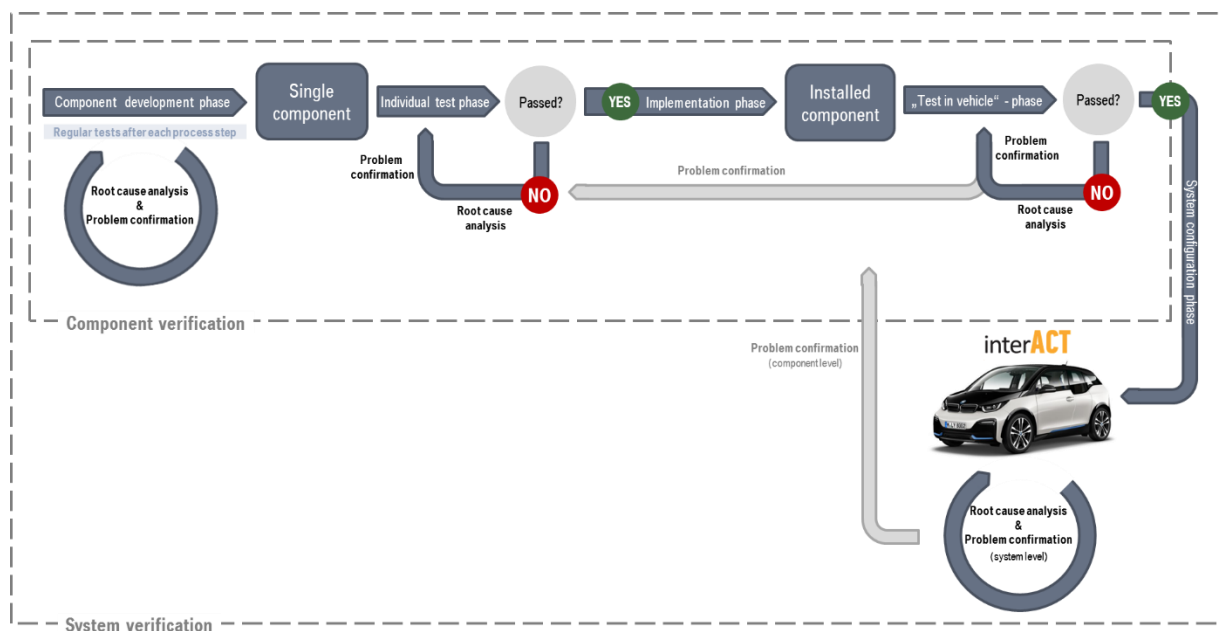 Component development phase
Regular tests after each process step
Root cause analysis
&
Problem confirmation
Single
component
Individual test phase
Passed?
YES
Implementation phase
Installed
component
„Test in vehicle“ - phase
Passed?
YES
Problem
confirmation
NO
Root cause
analysis
Problem confirmation
Problem
confirmation
NO
Root cause
analysis
System configuration phase
Component verification
Problem confirmation
(component level)
interACT
Root cause analysis
&
Problem confirmation
(system level)
System verification